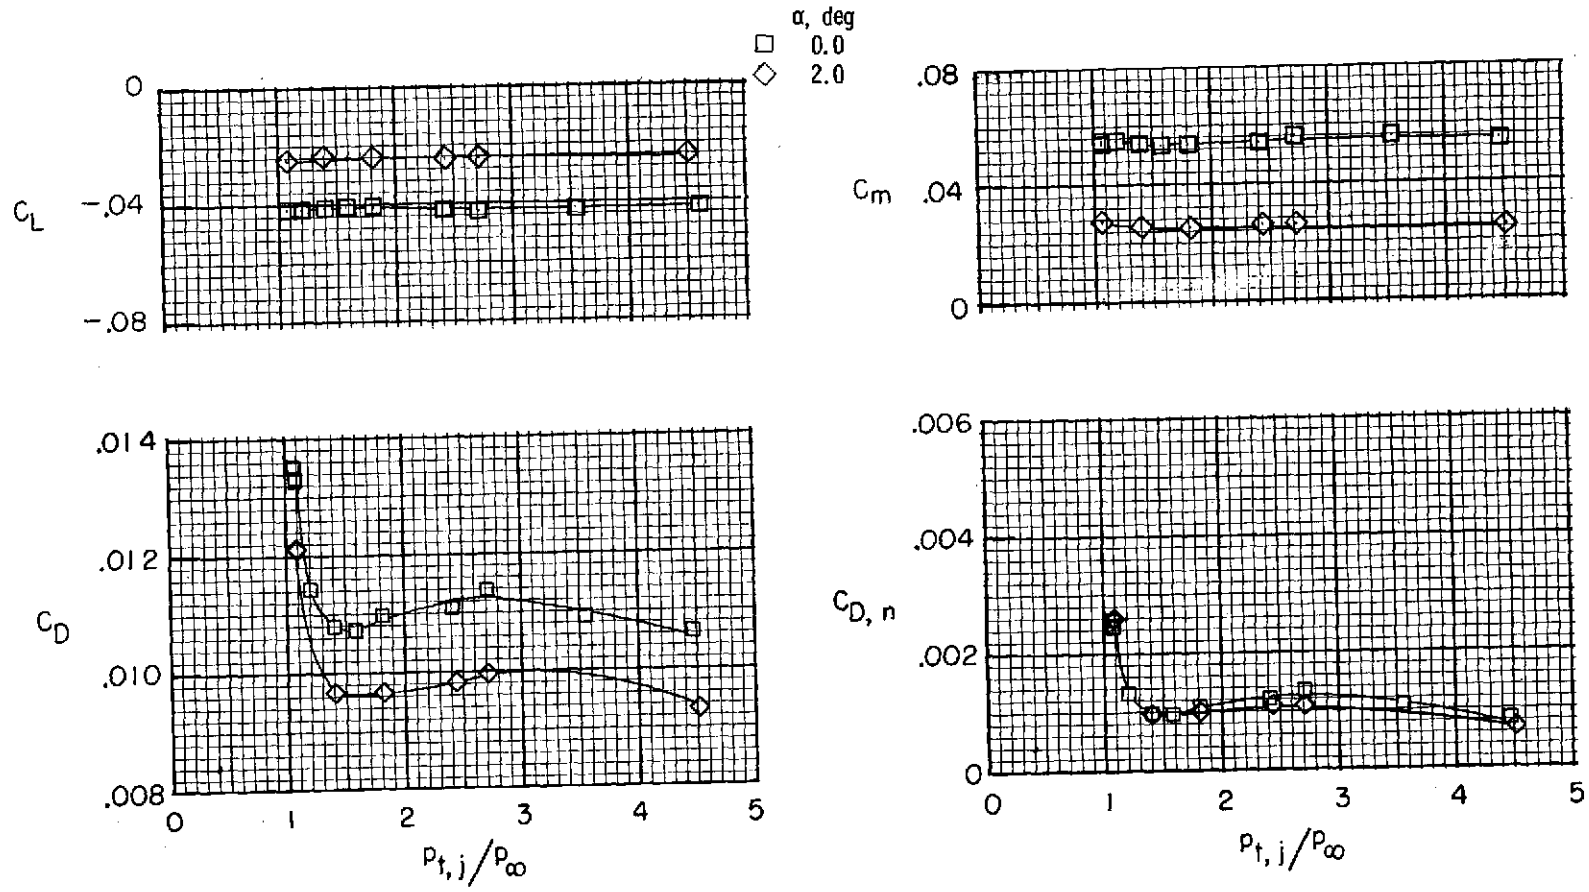 α, deg
0.0
2.0
0
-.04
-.08
C_L
.08
.04
0
C_m
.014
.012
.010
.008
C_D
0 1 2 3 4 5
p_t, j/p_∞
.006
.004
.002
0
C_D, n
0 1 2 3 4 5
p_t, j/p_∞